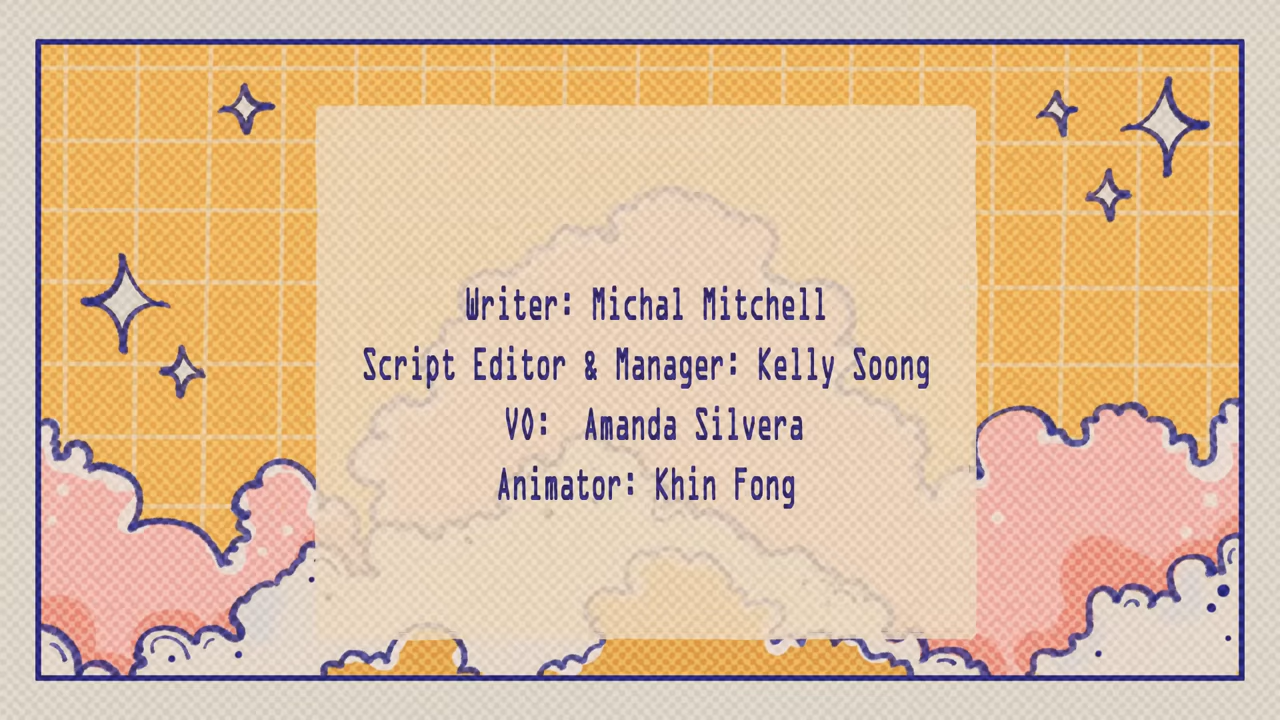 Writer: Michal Mitchell
Script Editor & Manager: Kelly Soong
VO: Amanda Silvera
Animator: Khin Fong